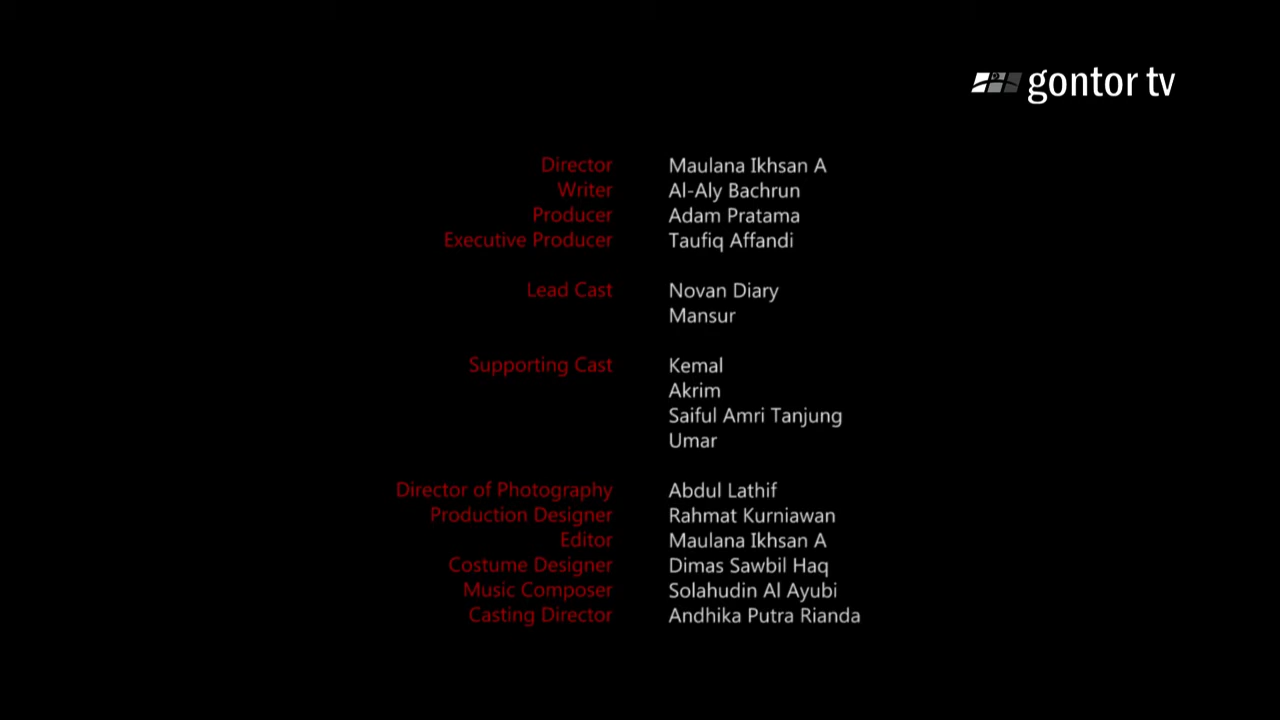 gontor tv
Director Maulana Ikhsan A
Writer Al-Aly Bachrun
Producer Adam Pratama
Executive Producer Taufiq Affandi
Lead Cast Novan Diary
Mansur
Supporting Cast Kemal
Akrim
Saiful Amri Tanjung
Umar
Director of Photography Abdul Lathif
Production Designer Rahmat Kurniawan
Editor Maulana Ikhsan A
Costume Designer Dimas Sawbil Haq
Music Composer Solahudin Al Ayubi
Casting Director Andhika Putra Rianda